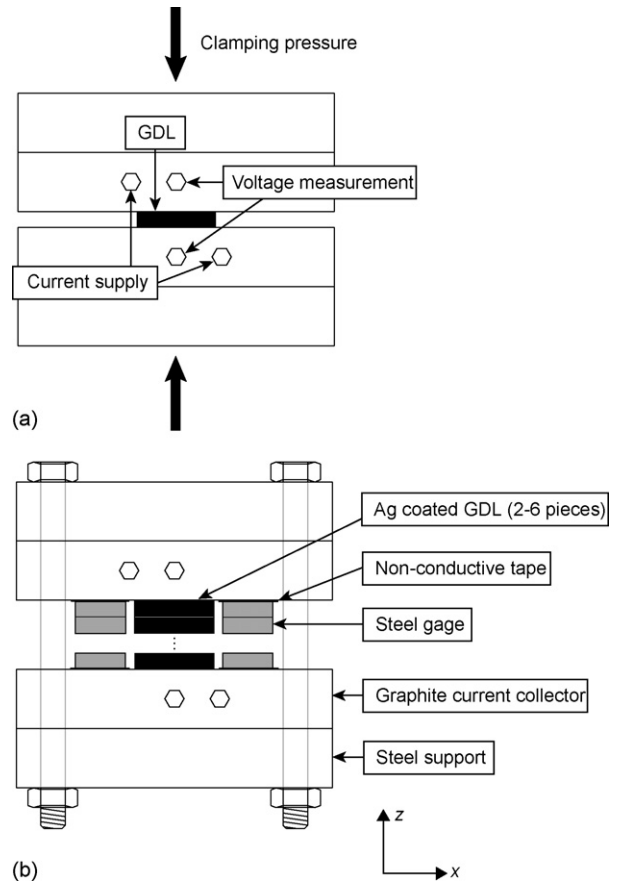 Clamping pressure
GDL
Voltage measurement
Current supply
(a)
Ag coated GDL (2-6 pieces)
Non-conductive tape
Steel gage
Graphite current collector
Steel support
z
x
(b)